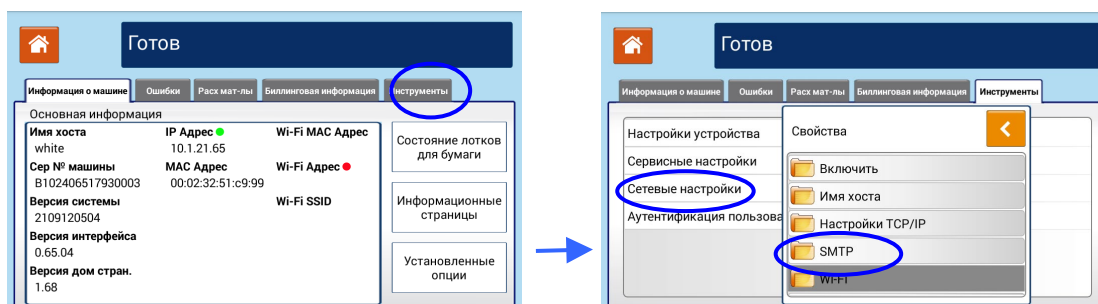 Готов
Информация о машине Ошибки Расх мат-лы Биллинговая информация Инструменты
Основная информация
Имя хоста IP Адрес Wi-Fi MAC Адрес
white 10.1.21.65
Сер № машины MAC Адрес Wi-Fi Адрес
B102406517930003 00:02:32:51:c9:99
Версия системы Wi-Fi SSID
2109120504
Версия интерфейса
0.65.04
Версия дом стран.
1.68
Состояние лотков
для бумаги
Информационные
страницы
Установленные
опции
Готов
Информация о машине Ошибки Расх мат-лы Биллинговая информация Инструменты
Настройки устройства
Сервисные настройки
Сетевые настройки
Аутентификация пользова
Свойства
Включить
Имя хоста
Настройки TCP/IP
SMTP
Wi-Fi